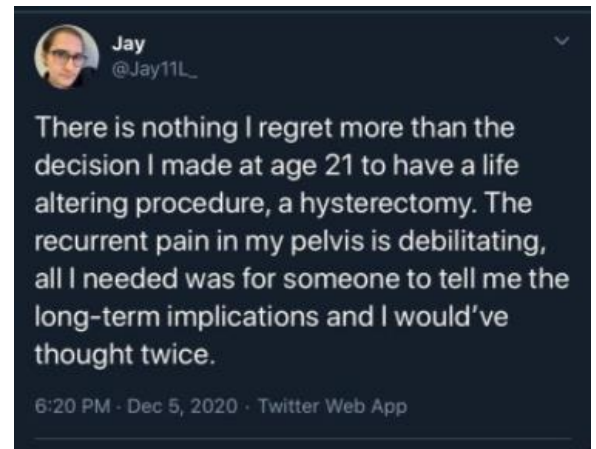 Jay
@Jay11L_
There is nothing I regret more than the
decision I made at age 21 to have a life
altering procedure, a hysterectomy. The
recurrent pain in my pelvis is debilitating,
all I needed was for someone to tell me the
long-term implications and I would've
thought twice.
6:20 PM · Dec 5, 2020 · Twitter Web App